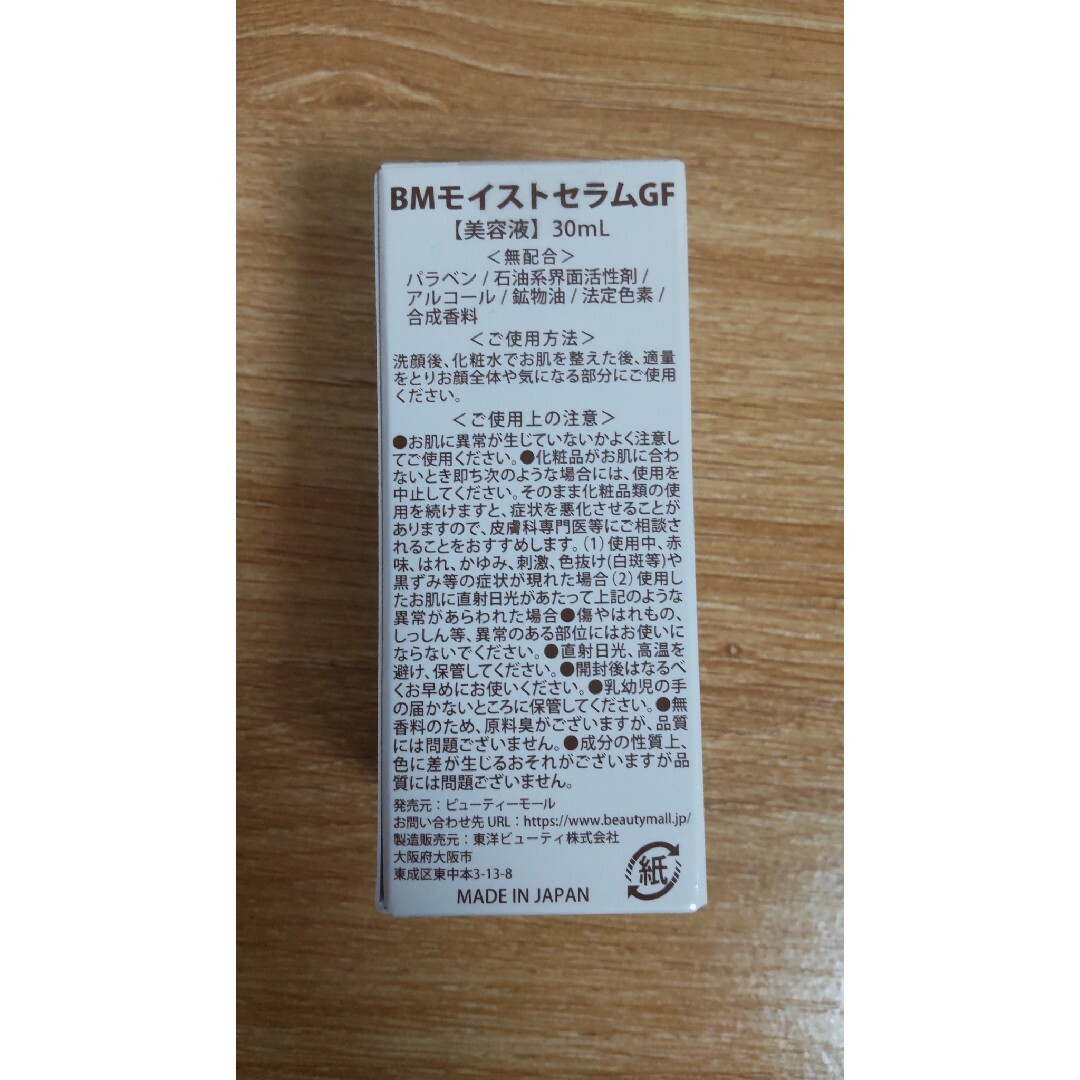 BMモイストセラムGF
【美容液】30mL
＜無配合＞
パラベン / 石油系界面活性剤 /
アルコール / 鉱物油 / 法定色素 /
合成香料
＜ご使用方法＞
洗顔後、化粧水でお肌を整えた後、適量
をとりお顔全体や気になる部分にご使用
ください。
＜ご使用上の注意＞
●お肌に異常が生じていないかよく注意し
てご使用ください。●化粧品がお肌に合わ
ないとき即ち次のような場合には、使用を
中止してください。そのまま化粧品類の使
用を続けますと、症状を悪化させることが
ありますので、皮膚科専門医等にご相談さ
れることをおすすめします。（1）使用中、赤
味、はれ、かゆみ、刺激、色抜け(白斑等)や
黒ずみ等の症状が現れた場合（2）使用し
たお肌に直射日光があたって上記のような
異常があらわれた場合●傷やはれもの、
しっしん等、異常のある部位にはお使いに
ならないでください。●直射日光、高温を
避け、保管してください。●開封後はなるべ
くお早めにお使いください。●乳幼児の手
の届かないところに保管してください。●無
香料のため、原料臭がございますが、品質
には問題ございません。●成分の性質上、
色に差が生じるおそれがございますが品
質には問題ございません。
発売元：ビューティーモール
お問い合わせ先 URL：https://www.beautymall.jp/
製造販売元：東洋ビューティ株式会社
大阪府大阪市
東成区東中本3-13-8
紙
MADE IN JAPAN